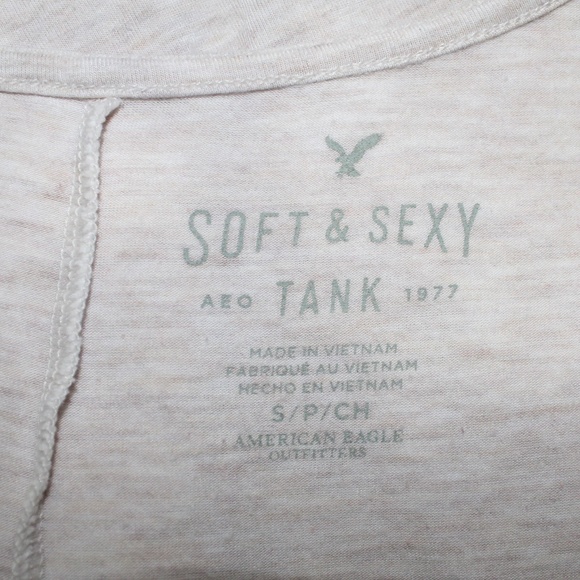 SOFT & SEXY
AEO TANK 1977
MADE IN VIETNAM
FABRIQUÉ AU VIETNAM
HECHO EN VIETNAM
S/P/CH
AMERICAN EAGLE
OUTFITTERS